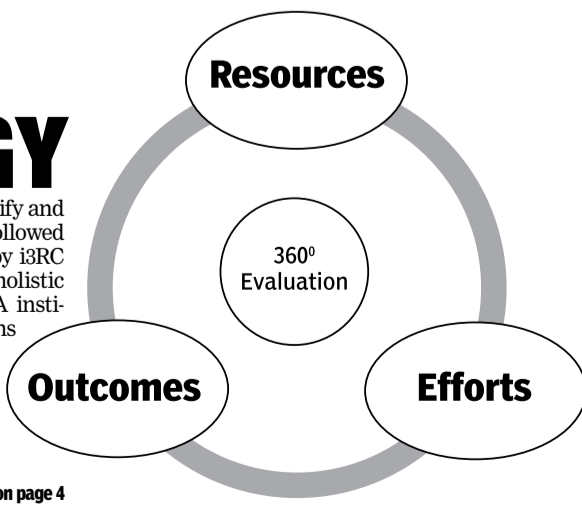 Resources
GY
ify and
ollowed
by i3RC
holistic
A insti-
ns
360⁰
Evaluation
Outcomes
Efforts
on page 4